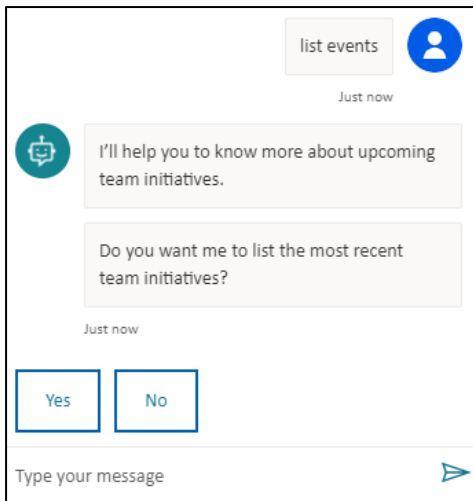 list events
Just now
I’ll help you to know more about upcoming
team initiatives.
Do you want me to list the most recent
team initiatives?
Just now
Yes
No
Type your message